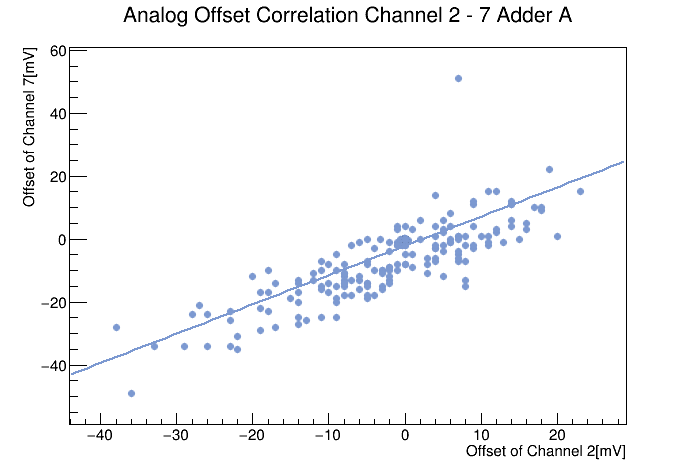 Analog Offset Correlation Channel 2 - 7 Adder A
Offset of Channel 7[mV]
60
40
20
0
−20
−40
−40 −30 −20 −10 0 10 20
Offset of Channel 2[mV]